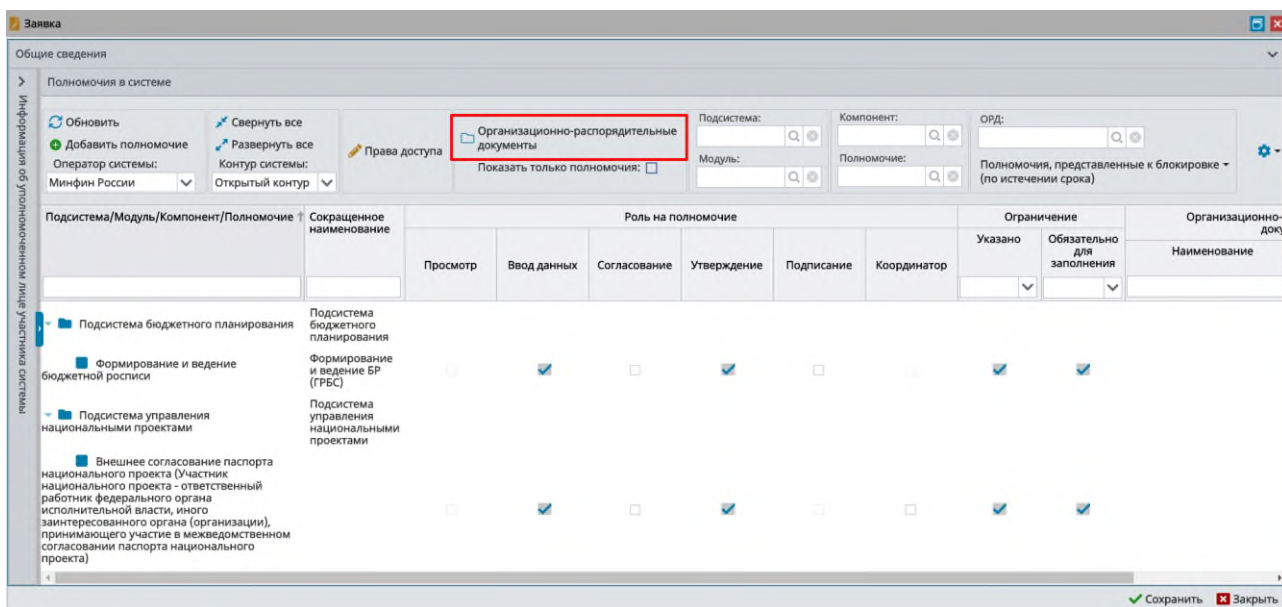 Заявка
Общие сведения
Информация об уполномоченном лице участника системы
Полномочия в системе
Обновить
Добавить полномочие
Оператор системы:
Минфин России
Свернуть все
Развернуть все
Контур системы:
Открытый контур
Права доступа
Организационно-распорядительные
документы
Показать только полномочия:
Подсистема:
Модуль:
Компонент:
Полномочие:
ОРД:
Полномочия, представленные к блокировке
(по истечении срока)
Подсистема/Модуль/Компонент/Полномочие
Сокращенное
наименование
Роль на полномочие
Просмотр
Ввод данных
Согласование
Утверждение
Подписание
Координатор
Ограничение
Указано
Обязательно
для
заполнения
Организационно-
доку
Наименование
Подсистема бюджетного планирования
Подсистема
бюджетного
планирования
Формирование и ведение
бюджетной росписи
Формирование
и ведение БР
(ГРБС)
Подсистема управления
национальными проектами
Подсистема
управления
национальными
проектами
Внешнее согласование паспорта
национального проекта (Участник
национального проекта - ответственный
работник федерального органа
исполнительной власти, иного
заинтересованного органа (организации),
принимающего участие в межведомственном
согласовании паспорта национального
проекта)
Сохранить
Закрыть